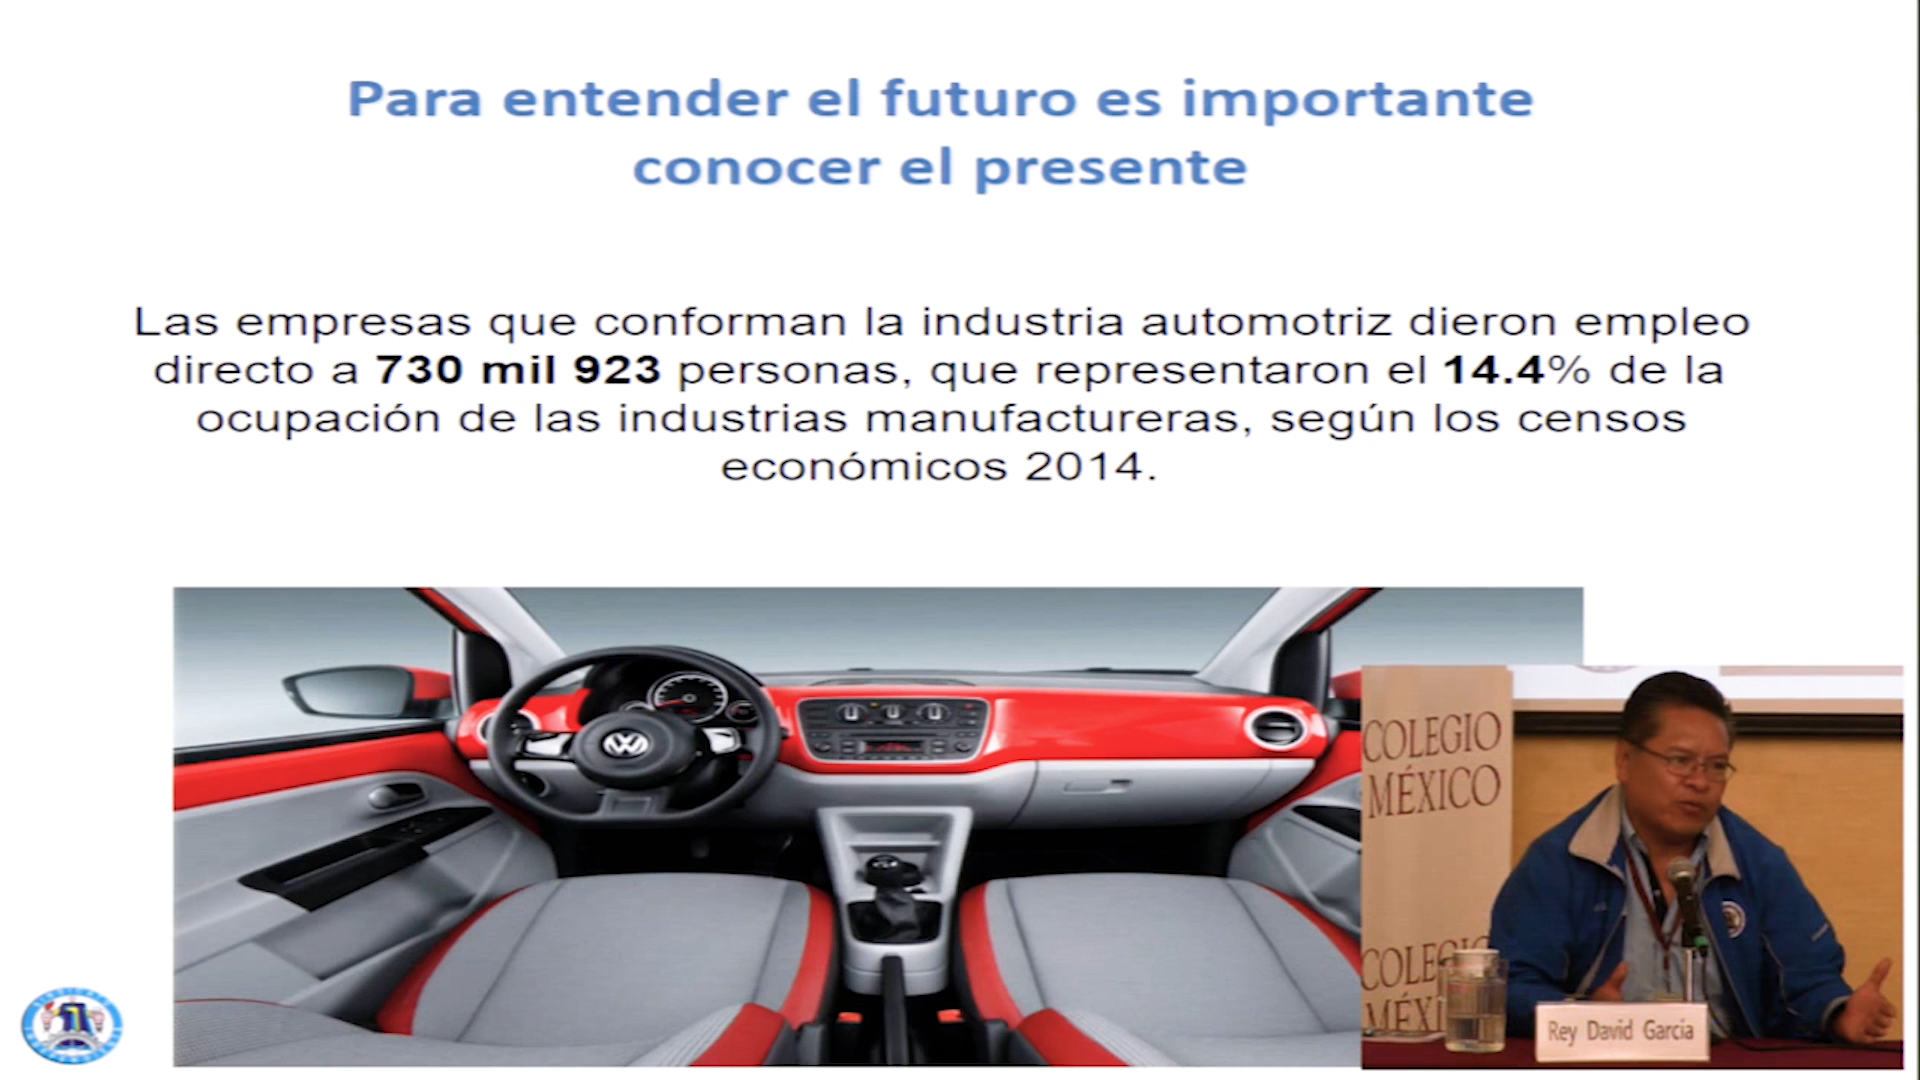 Para entender el futuro es importante
conocer el presente
Las empresas que conforman la industria automotriz dieron empleo
directo a 730 mil 923 personas, que representaron el 14.4% de la
ocupación de las industrias manufactureras, según los censos
económicos 2014.
COLEGIO
MÉXICO
COLEGIO
MÉXI
Rey David Garcia